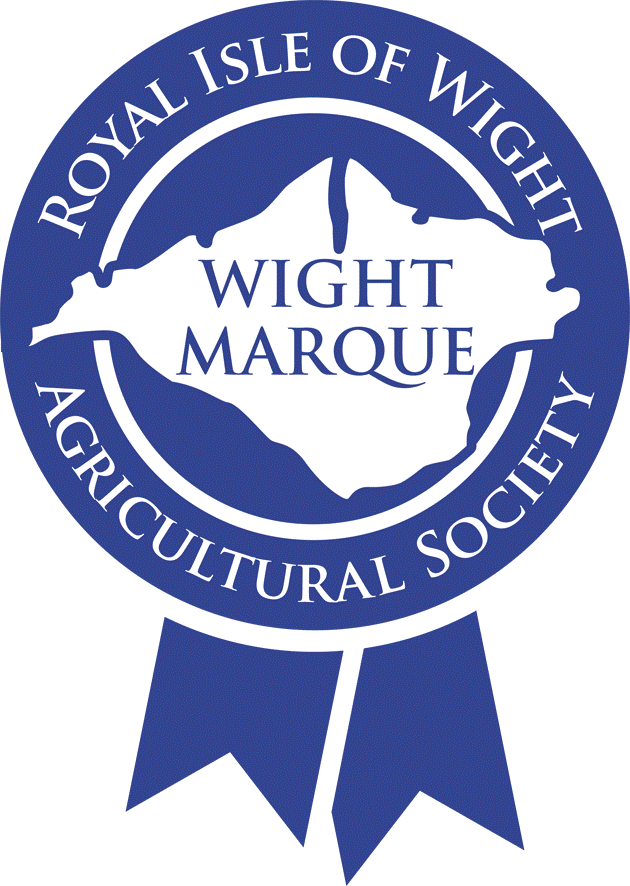 ROYAL ISLE OF WIGHT
WIGHT
MARQUE
AGRICULTURAL SOCIETY